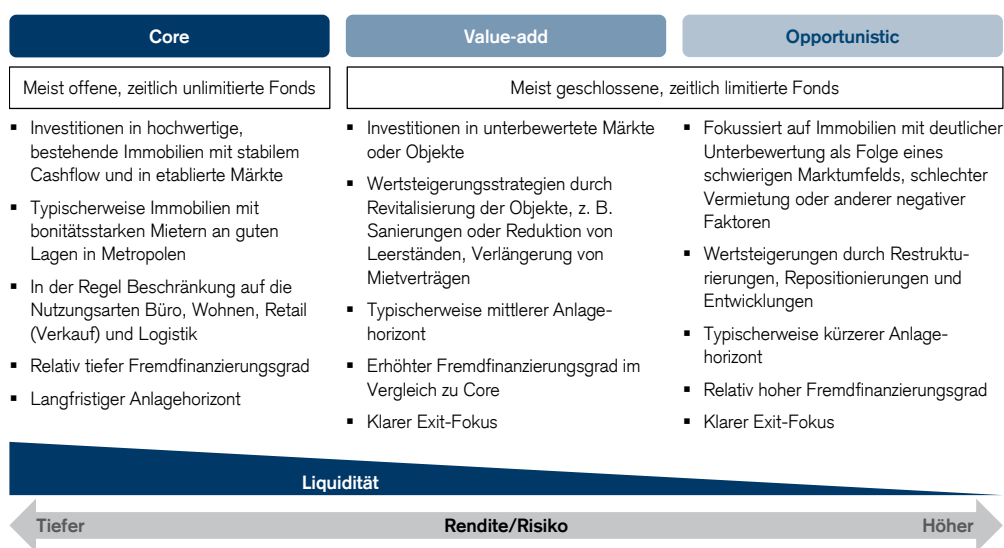 Core
Value-add
Opportunistic
Meist offene, zeitlich unlimitierte Fonds
Meist geschlossene, zeitlich limitierte Fonds
▪ Investitionen in hochwertige,
bestehende Immobilien mit stabilem
Cashflow und in etablierte Märkte
▪ Typischerweise Immobilien mit
bonitätsstarken Mietern an guten
Lagen in Metropolen
▪ In der Regel Beschränkung auf die
Nutzungsarten Büro, Wohnen, Retail
(Verkauf) und Logistik
▪ Relativ tiefer Fremdfinanzierungsgrad
▪ Langfristiger Anlagehorizont
▪ Investitionen in unterbewertete Märkte
oder Objekte
▪ Wertsteigerungsstrategien durch
Revitalisierung der Objekte, z. B.
Sanierungen oder Reduktion von
Leerständen, Verlängerung von
Mietverträgen
▪ Typischerweise mittlerer Anlage-
horizont
▪ Erhöhter Fremdfinanzierungsgrad im
Vergleich zu Core
▪ Klarer Exit-Fokus
▪ Fokussiert auf Immobilien mit deutlicher
Unterbewertung als Folge eines
schwierigen Marktumfelds, schlechter
Vermietung oder anderer negativer
Faktoren
▪ Wertsteigerungen durch Restruktu-
rierungen, Repositionierungen und
Entwicklungen
▪ Typischerweise kürzerer Anlage-
horizont
▪ Relativ hoher Fremdfinanzierungsgrad
▪ Klarer Exit-Fokus
Liquidität
Tiefer
Rendite/Risiko
Höher